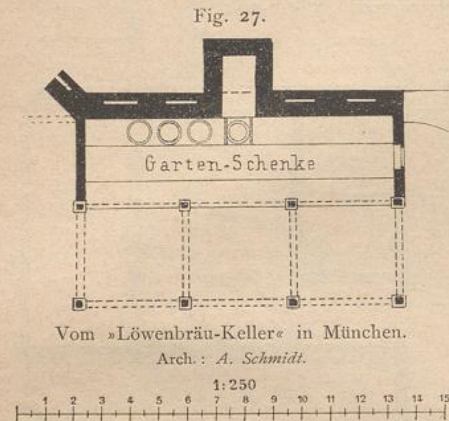 Fig. 27.
Garten-Schenke
Vom »Löwenbräu-Keller« in München.
Arch.: A. Schmidt.
1:250
1 2 3 4 5 6 7 8 9 10 11 12 13 14 15